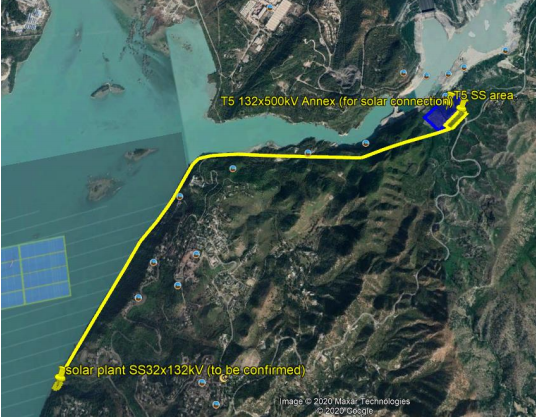 T5 132x500kV Annex (for solar connection)
T5 SS area
solar plant SS32x132kV (to be confirmed)
Image © 2020 Maxar Technologies
© 2020 Google